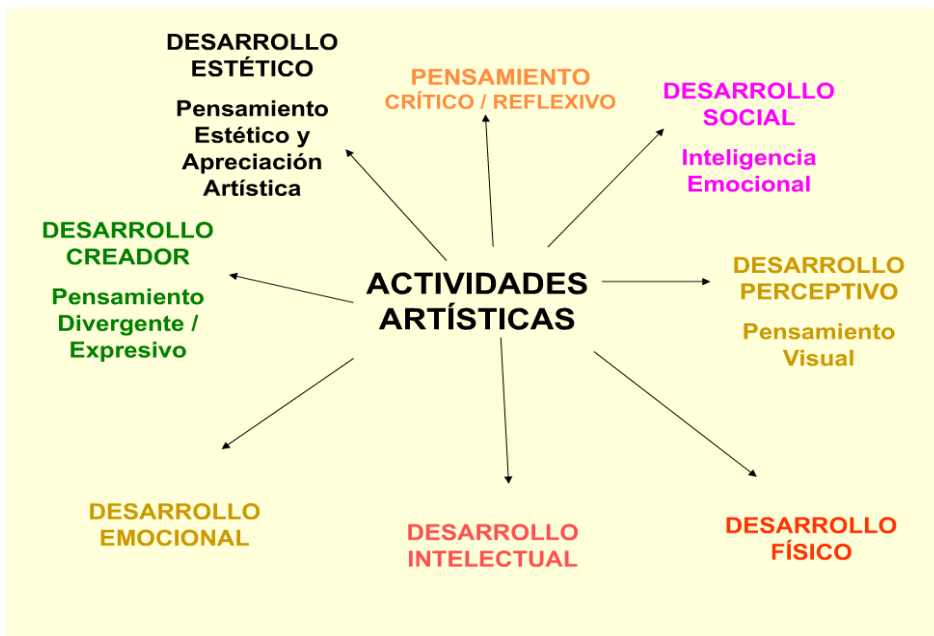 DESARROLLO
ESTÉTICO
Pensamiento
Estético y
Apreciación
Artística
PENSAMIENTO
CRÍTICO / REFLEXIVO
DESARROLLO
SOCIAL
Inteligencia
Emocional
DESARROLLO
CREADOR
Pensamiento
Divergente /
Expresivo
ACTIVIDADES
ARTÍSTICAS
DESARROLLO
PERCEPTIVO
Pensamiento
Visual
DESARROLLO
EMOCIONAL
DESARROLLO
INTELECTUAL
DESARROLLO
FÍSICO